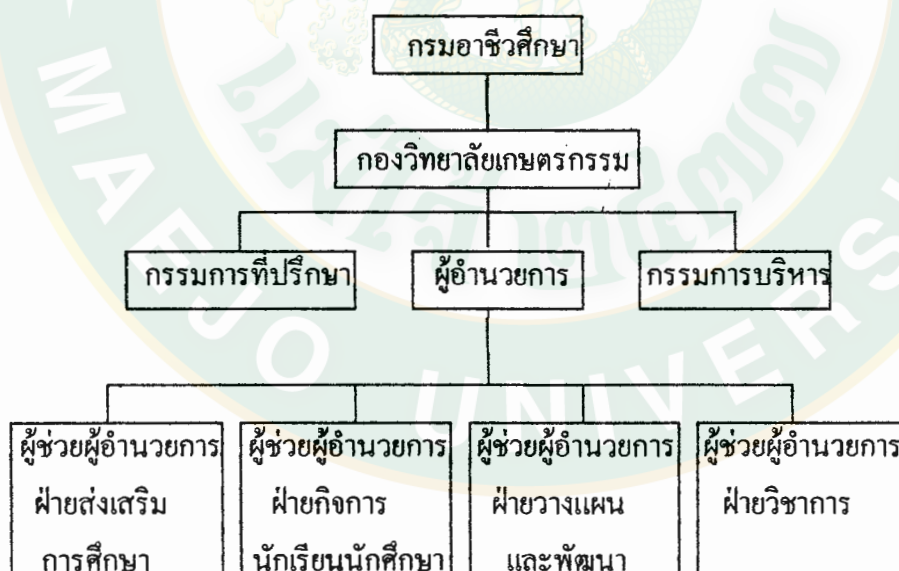 กรมอาชีวศึกษา
กองวิทยาลัยเกษตรกรรม
กรรมการที่ปรึกษา
ผู้อำนวยการ
กรรมการบริหาร
ผู้ช่วยผู้อำนวยการ
ฝ่ายส่งเสริม
การศึกษา
ผู้ช่วยผู้อำนวยการ
ฝ่ายกิจการ
นักเรียนนักศึกษา
ผู้ช่วยผู้อำนวยการ
ฝ่ายวางแผน
และพัฒนา
ผู้ช่วยผู้อำนวยการ
ฝ่ายวิชาการ
MAEJO UNIVERS